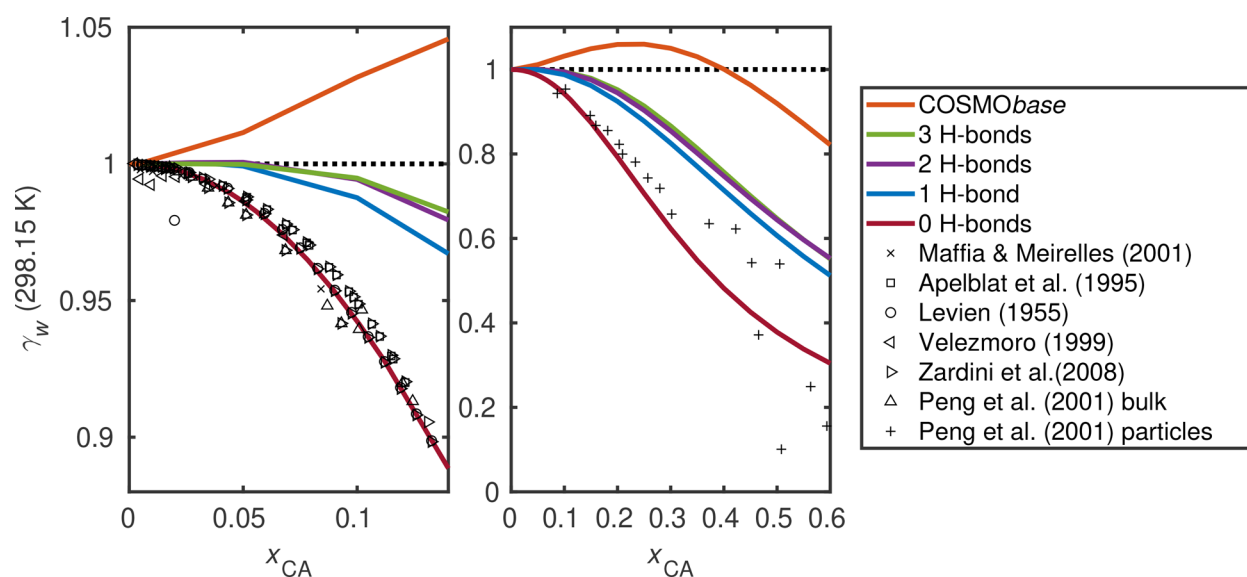 1.05
1
0.95
0.9
γw (298.15 K)
0
0.05
0.1
xCA
1
0.8
0.6
0.4
0.2
0
0
0.1
0.2
0.3
0.4
0.5
0.6
xCA
COSMObase
3 H-bonds
2 H-bonds
1 H-bond
0 H-bonds
Maffia & Meirelles (2001)
Apelblat et al. (1995)
Levien (1955)
Velezmoro (1999)
Zardini et al.(2008)
Peng et al. (2001) bulk
Peng et al. (2001) particles